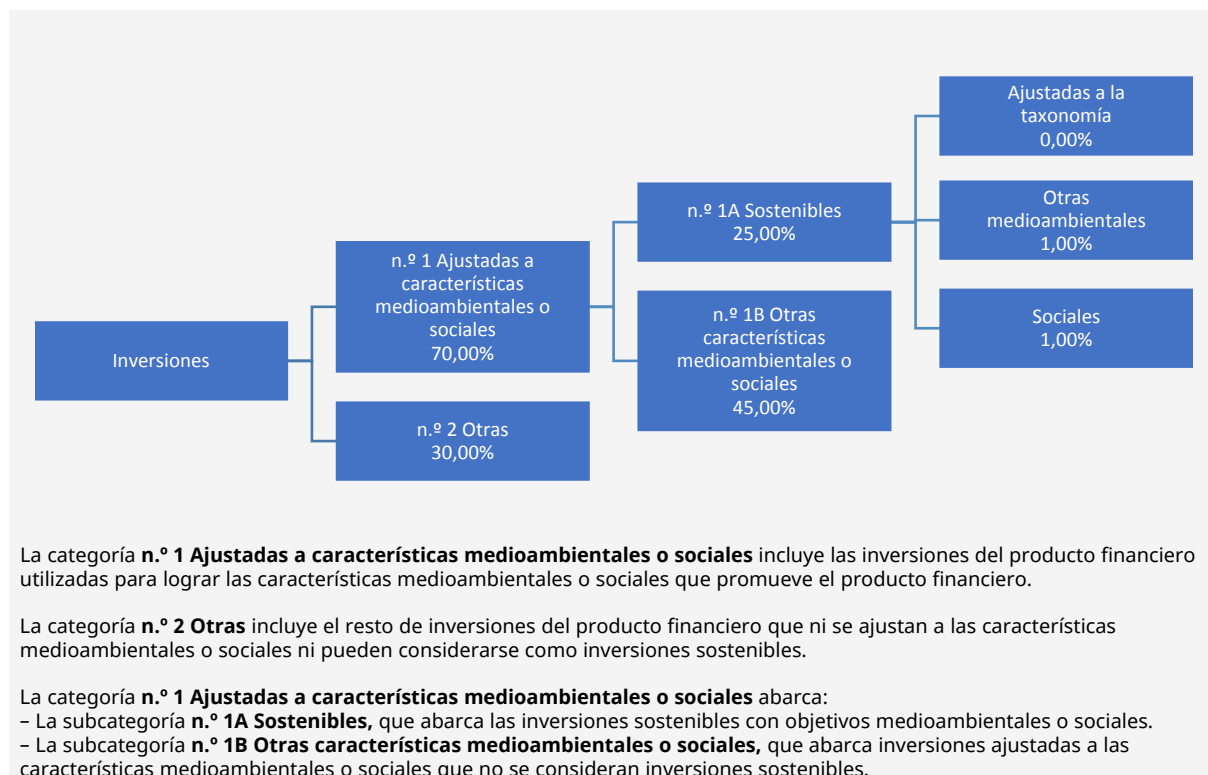 Ajustadas a la
taxonomía
0,00%
n.º 1A Sostenibles
25,00%
Otras
medioambientales
1,00%
n.º 1 Ajustadas a
características
medioambientales o
sociales
70,00%
n.º 1B Otras
características
medioambientales o
sociales
45,00%
Sociales
1,00%
Inversiones
n.º 2 Otras
30,00%
La categoría n.º 1 Ajustadas a características medioambientales o sociales incluye las inversiones del producto financiero
utilizadas para lograr las características medioambientales o sociales que promueve el producto financiero.
La categoría n.º 2 Otras incluye el resto de inversiones del producto financiero que ni se ajustan a las características
medioambientales o sociales ni pueden considerarse como inversiones sostenibles.
La categoría n.º 1 Ajustadas a características medioambientales o sociales abarca:
– La subcategoría n.º 1A Sostenibles, que abarca las inversiones sostenibles con objetivos medioambientales o sociales.
– La subcategoría n.º 1B Otras características medioambientales o sociales, que abarca inversiones ajustadas a las
características medioambientales o sociales que no se consideran inversiones sostenibles.